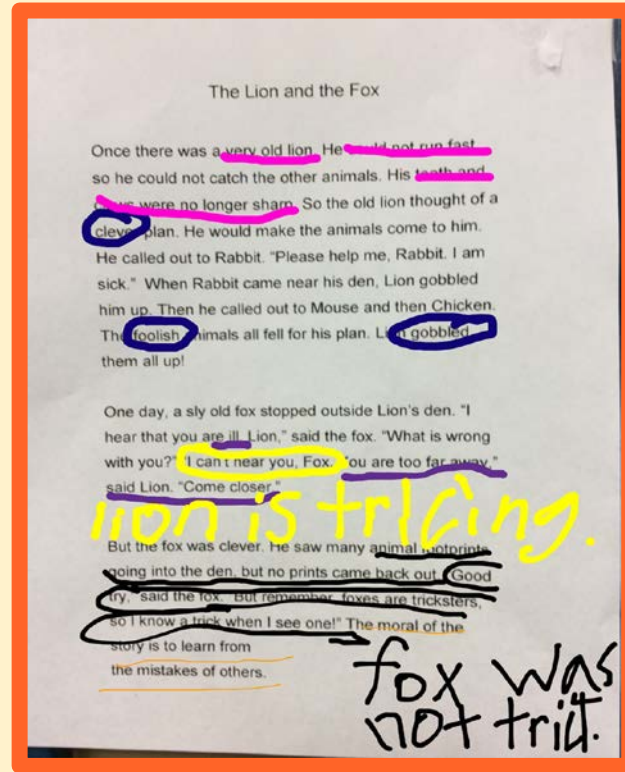 The Lion and the Fox
Once there was a very old lion. He could not run fast
so he could not catch the other animals. His teeth and
claws were no longer sharp. So the old lion thought of a
clever plan. He would make the animals come to him.
He called out to Rabbit. "Please help me, Rabbit. I am
sick." When Rabbit came near his den, Lion gobbled
him up. Then he called out to Mouse and then Chicken.
The foolish animals all fell for his plan. Lion gobbled
them all up!
One day, a sly old fox stopped outside Lion's den. "I
hear that you are ill, Lion," said the fox. "What is wrong
with you?" "I can't hear you, Fox. You are too far away,"
said Lion. "Come closer."
lion is tricing.
But the fox was clever. He saw many animal footprints
going into the den, but no prints came back out. "Good
try," said the fox. "But remember, foxes are tricksters,
so I know a trick when I see one!" The moral of the
story is to learn from
the mistakes of others.
fox was
not trict.